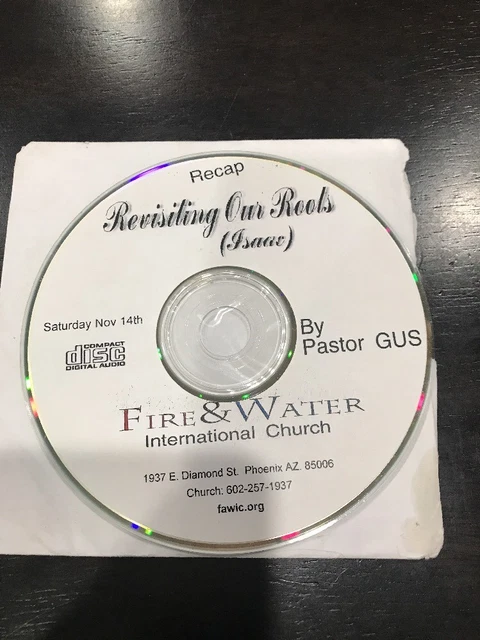 Recap
Revisiting Our Roots
(Isaac)
Saturday Nov 14th
COMPACT
disc
DIGITAL AUDIO
By
Pastor GUS
FIRE & WATER
International Church
1937 E. Diamond St. Phoenix AZ. 85006
Church: 602-257-1937
fawic.org